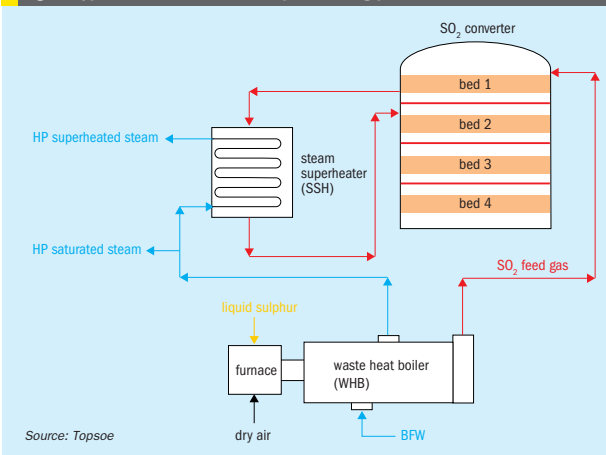 SO₂ converter
bed 1
bed 2
bed 3
bed 4
HP superheated steam
steam
superheater
(SSH)
HP saturated steam
SO₂ feed gas
liquid sulphur
furnace
waste heat boiler
(WHB)
Source: Topsoe
dry air
BFW